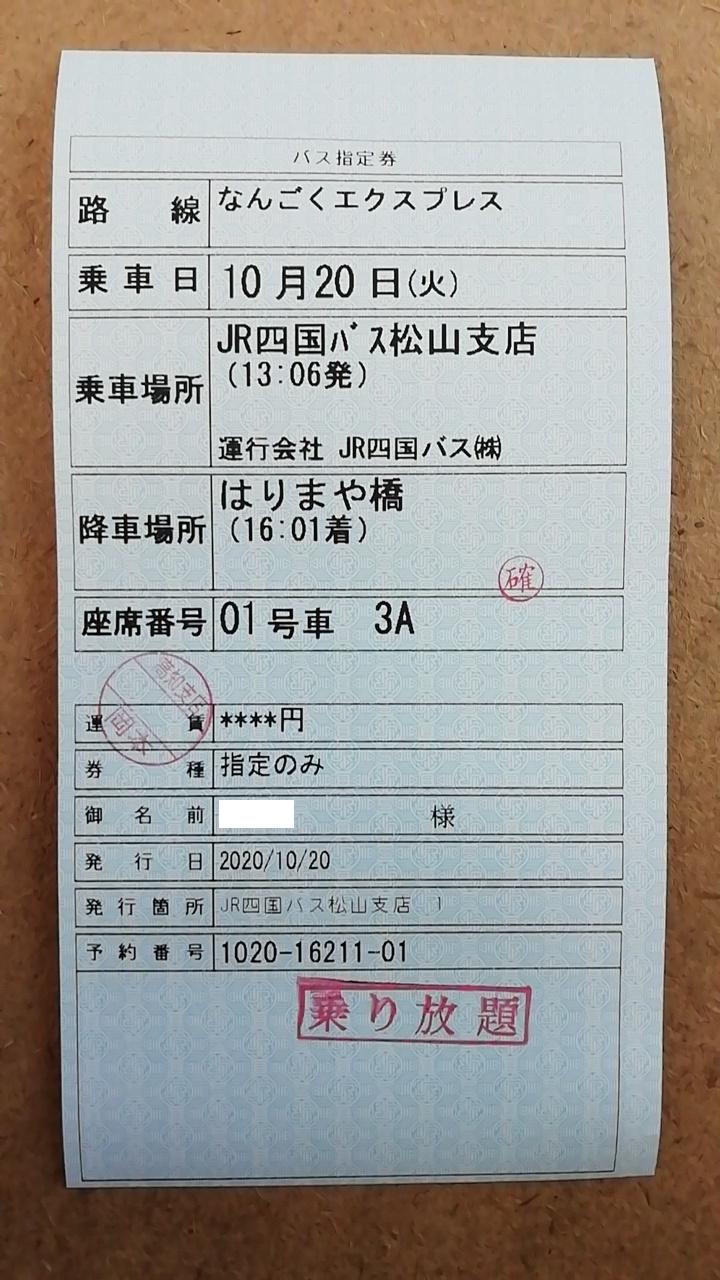 バス指定券
路線 なんごくエクスプレス
乗車日 10月20日(火)
乗車場所 JR四国バス松山支店
(13:06発)
運行会社 JR四国バス㈱
降車場所 はりまや橋
(16:01着)
確
座席番号 01号車 3A
高知支店
岡本
運賃 ****円
券種 指定のみ
御名前 様
発行日 2020/10/20
発行箇所 JR四国バス松山支店 1
予約番号 1020-16211-01
乗り放題